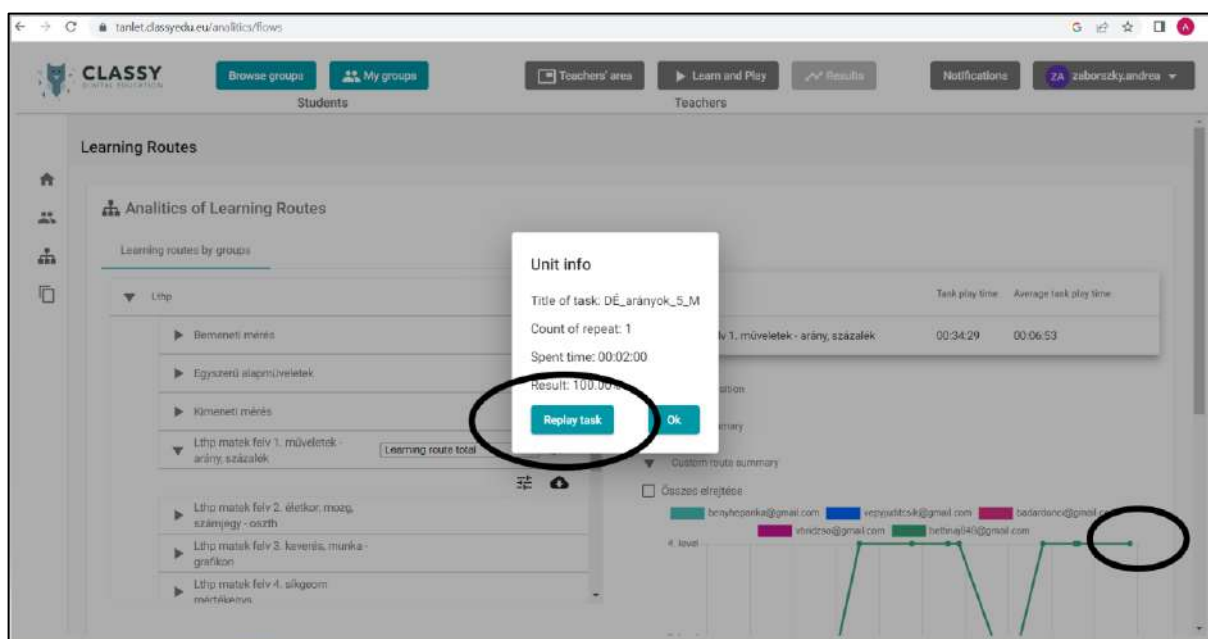 tanlet.classyedu.eu/analitics/flows
CLASSY
DIGITAL EDUCATION
Browse groups
My groups
Students
Teachers' area
Learn and Play
Results
Teachers
Notifications
ZA zaborszky.andrea
Learning Routes
Analitics of Learning Routes
Learning routes by groups
Lthp
Bemeneti mérés
Egyszerű alapműveletek
Kimeneti mérés
Lthp matek felv 1. műveletek -
arány, százalék
Learning route total
Lthp matek felv 2. életkor, mozg,
számjegy - oszth
Lthp matek felv 3. keverés, munka -
grafikon
Lthp matek felv 4. síkgeom
Unit info
Title of task: DÉ_arányok_5_M
Count of repeat: 1
Spent time: 00:02:00
Result: 100.00%
Replay task
Ok
Task play time
Average task play time
lv 1. műveletek - arány, százalék
00:34:29
00:06:53
Custom route summary
Összes elrejtése
4. level